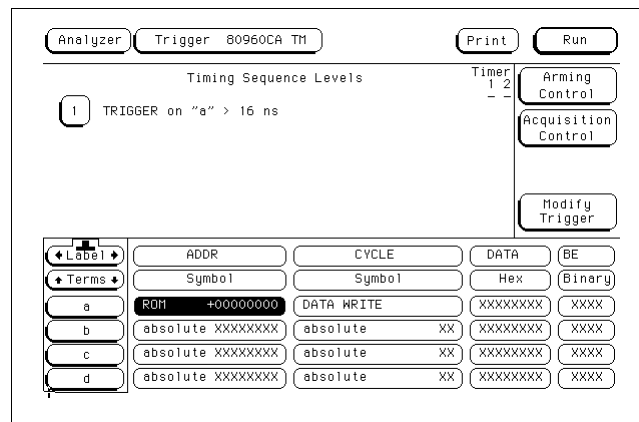 Analyzer Trigger 80960CA TM Print Run
Timing Sequence Levels
Timer
1 2
– –
Arming
Control
1 TRIGGER on "a" > 16 ns
Acquisition
Control
Modify
Trigger
Label ADDR CYCLE DATA BE
Terms Symbol Symbol Hex Binary
a ROM +00000000 DATA WRITE XXXXXXXX XXXX
b absolute XXXXXXXX absolute XX XXXXXXXX XXXX
c absolute XXXXXXXX absolute XX XXXXXXXX XXXX
d absolute XXXXXXXX absolute XX XXXXXXXX XXXX